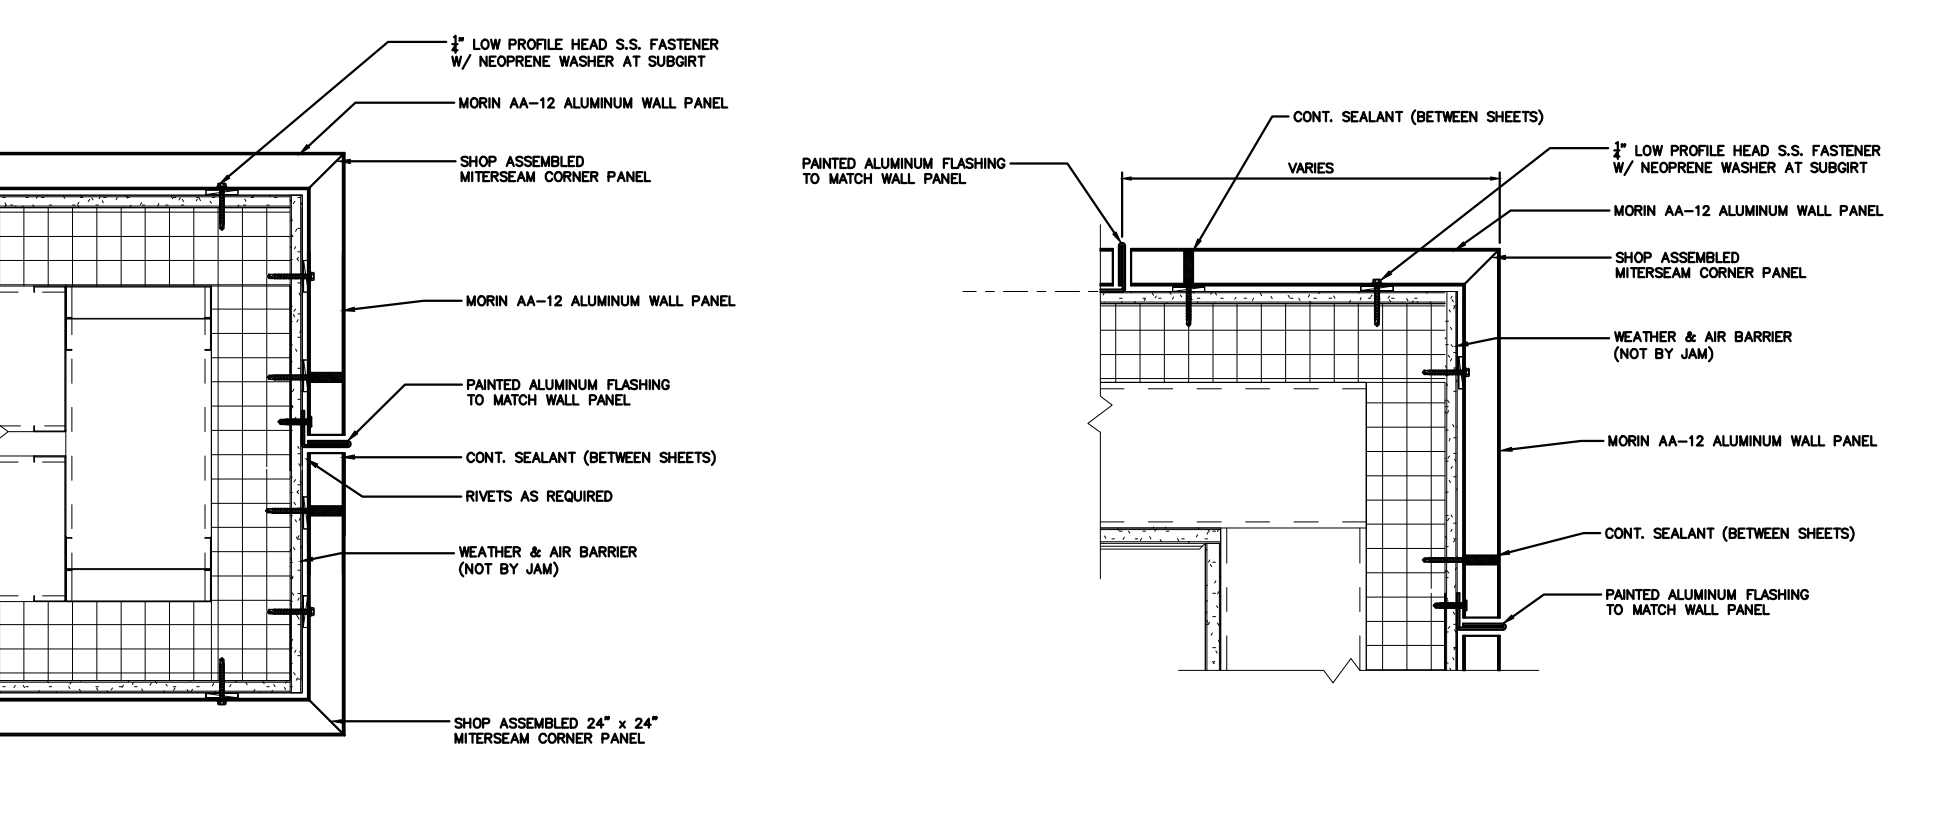 ¼" LOW PROFILE HEAD S.S. FASTENER
W/ NEOPRENE WASHER AT SUBGIRT
MORIN AA-12 ALUMINUM WALL PANEL
SHOP ASSEMBLED
MITERSEAM CORNER PANEL
MORIN AA-12 ALUMINUM WALL PANEL
PAINTED ALUMINUM FLASHING
TO MATCH WALL PANEL
CONT. SEALANT (BETWEEN SHEETS)
RIVETS AS REQUIRED
WEATHER & AIR BARRIER
(NOT BY JAM)
SHOP ASSEMBLED 24" x 24"
MITERSEAM CORNER PANEL
CONT. SEALANT (BETWEEN SHEETS)
PAINTED ALUMINUM FLASHING
TO MATCH WALL PANEL
VARIES
¼" LOW PROFILE HEAD S.S. FASTENER
W/ NEOPRENE WASHER AT SUBGIRT
MORIN AA-12 ALUMINUM WALL PANEL
SHOP ASSEMBLED
MITERSEAM CORNER PANEL
WEATHER & AIR BARRIER
(NOT BY JAM)
MORIN AA-12 ALUMINUM WALL PANEL
CONT. SEALANT (BETWEEN SHEETS)
PAINTED ALUMINUM FLASHING
TO MATCH WALL PANEL